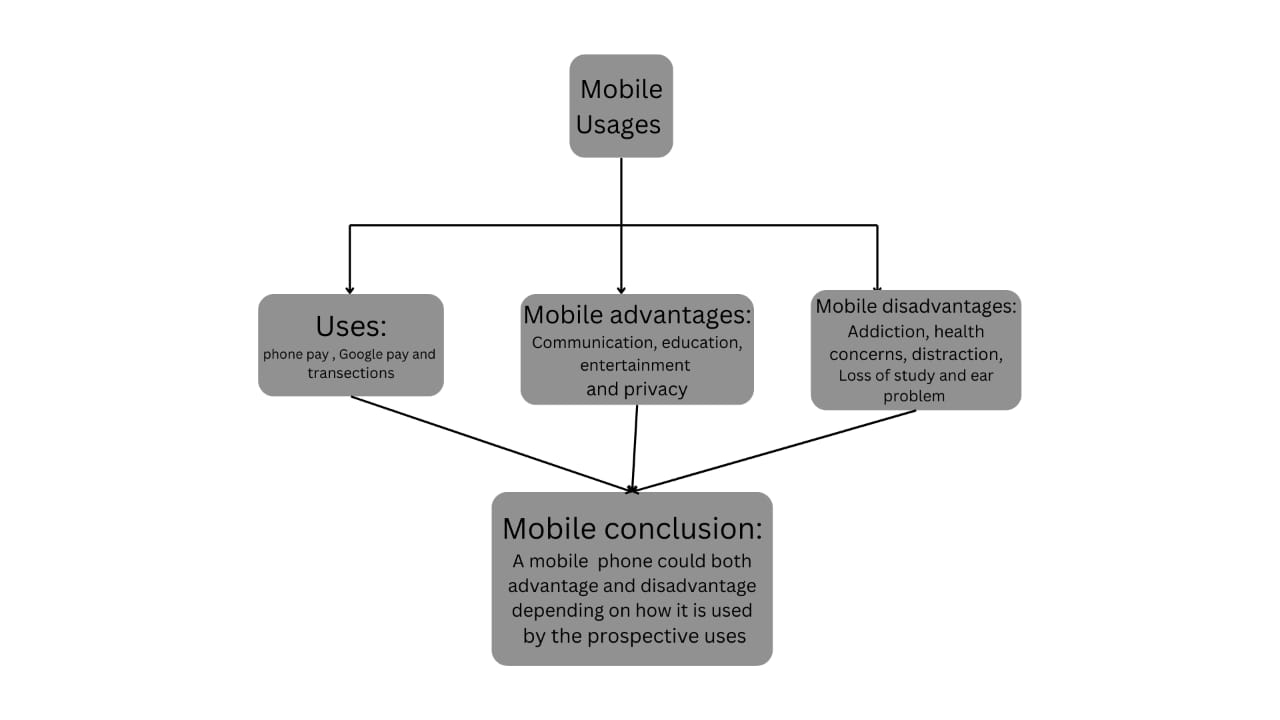 Mobile
Usages
Uses:
phone pay , Google pay and
transections
Mobile advantages:
Communication, education,
entertainment
and privacy
Mobile disadvantages:
Addiction, health
concerns, distraction,
Loss of study and ear
problem
Mobile conclusion:
A mobile  phone could both
advantage and disadvantage
depending on how it is used
by the prospective uses